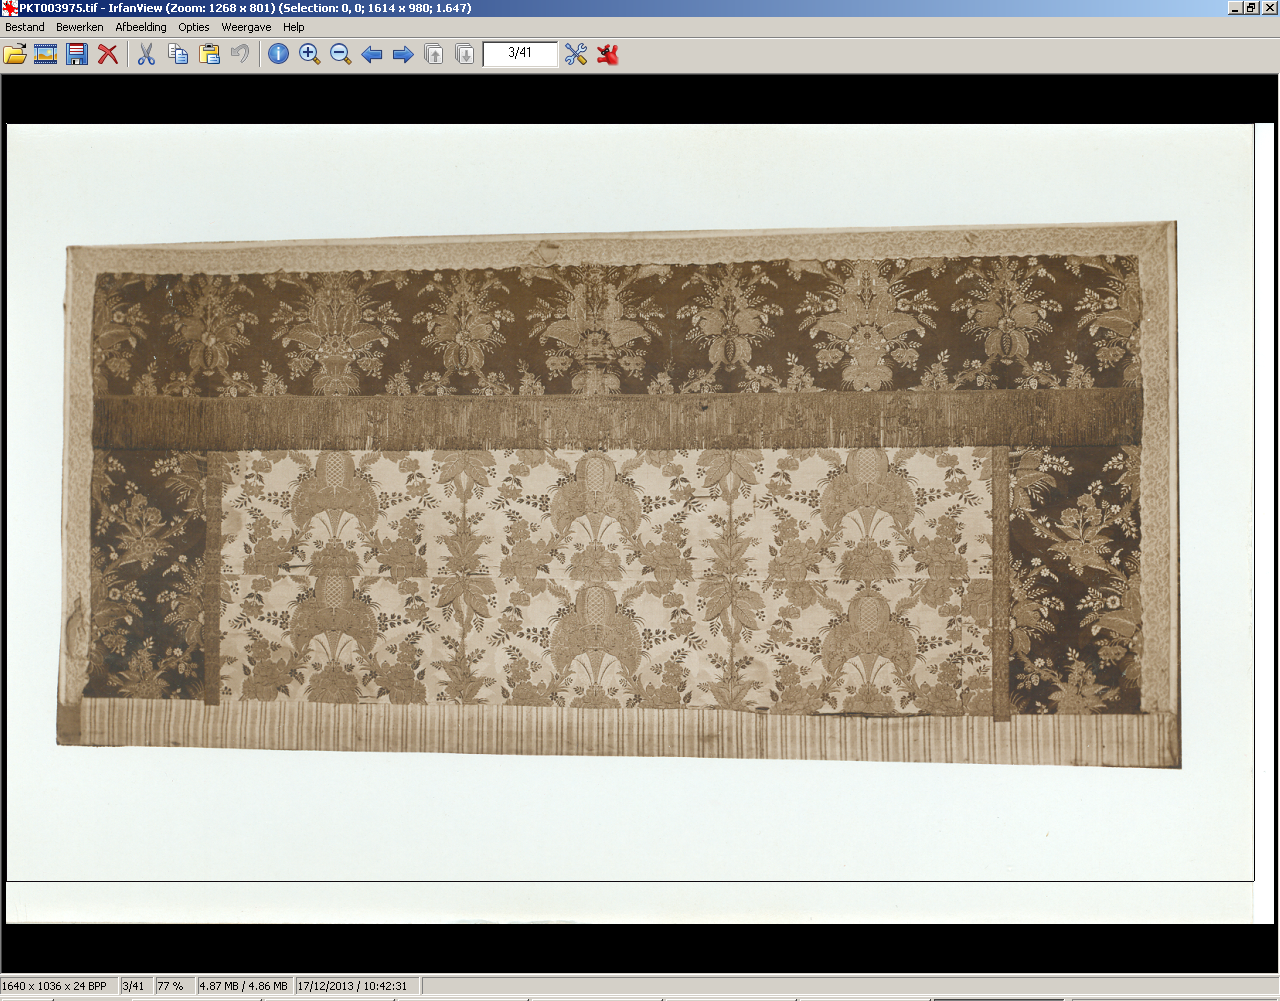 PKT003975.tif - IrfanView (Zoom: 1268 x 801) (Selection: 0, 0; 1614 x 980; 1.647)
Bestand Bewerken Afbeelding Opties Weergave Help
3/41
1640 x 1036 x 24 BPP 3/41 77 % 4.87 MB / 4.86 MB 17/12/2013 / 10:42:31